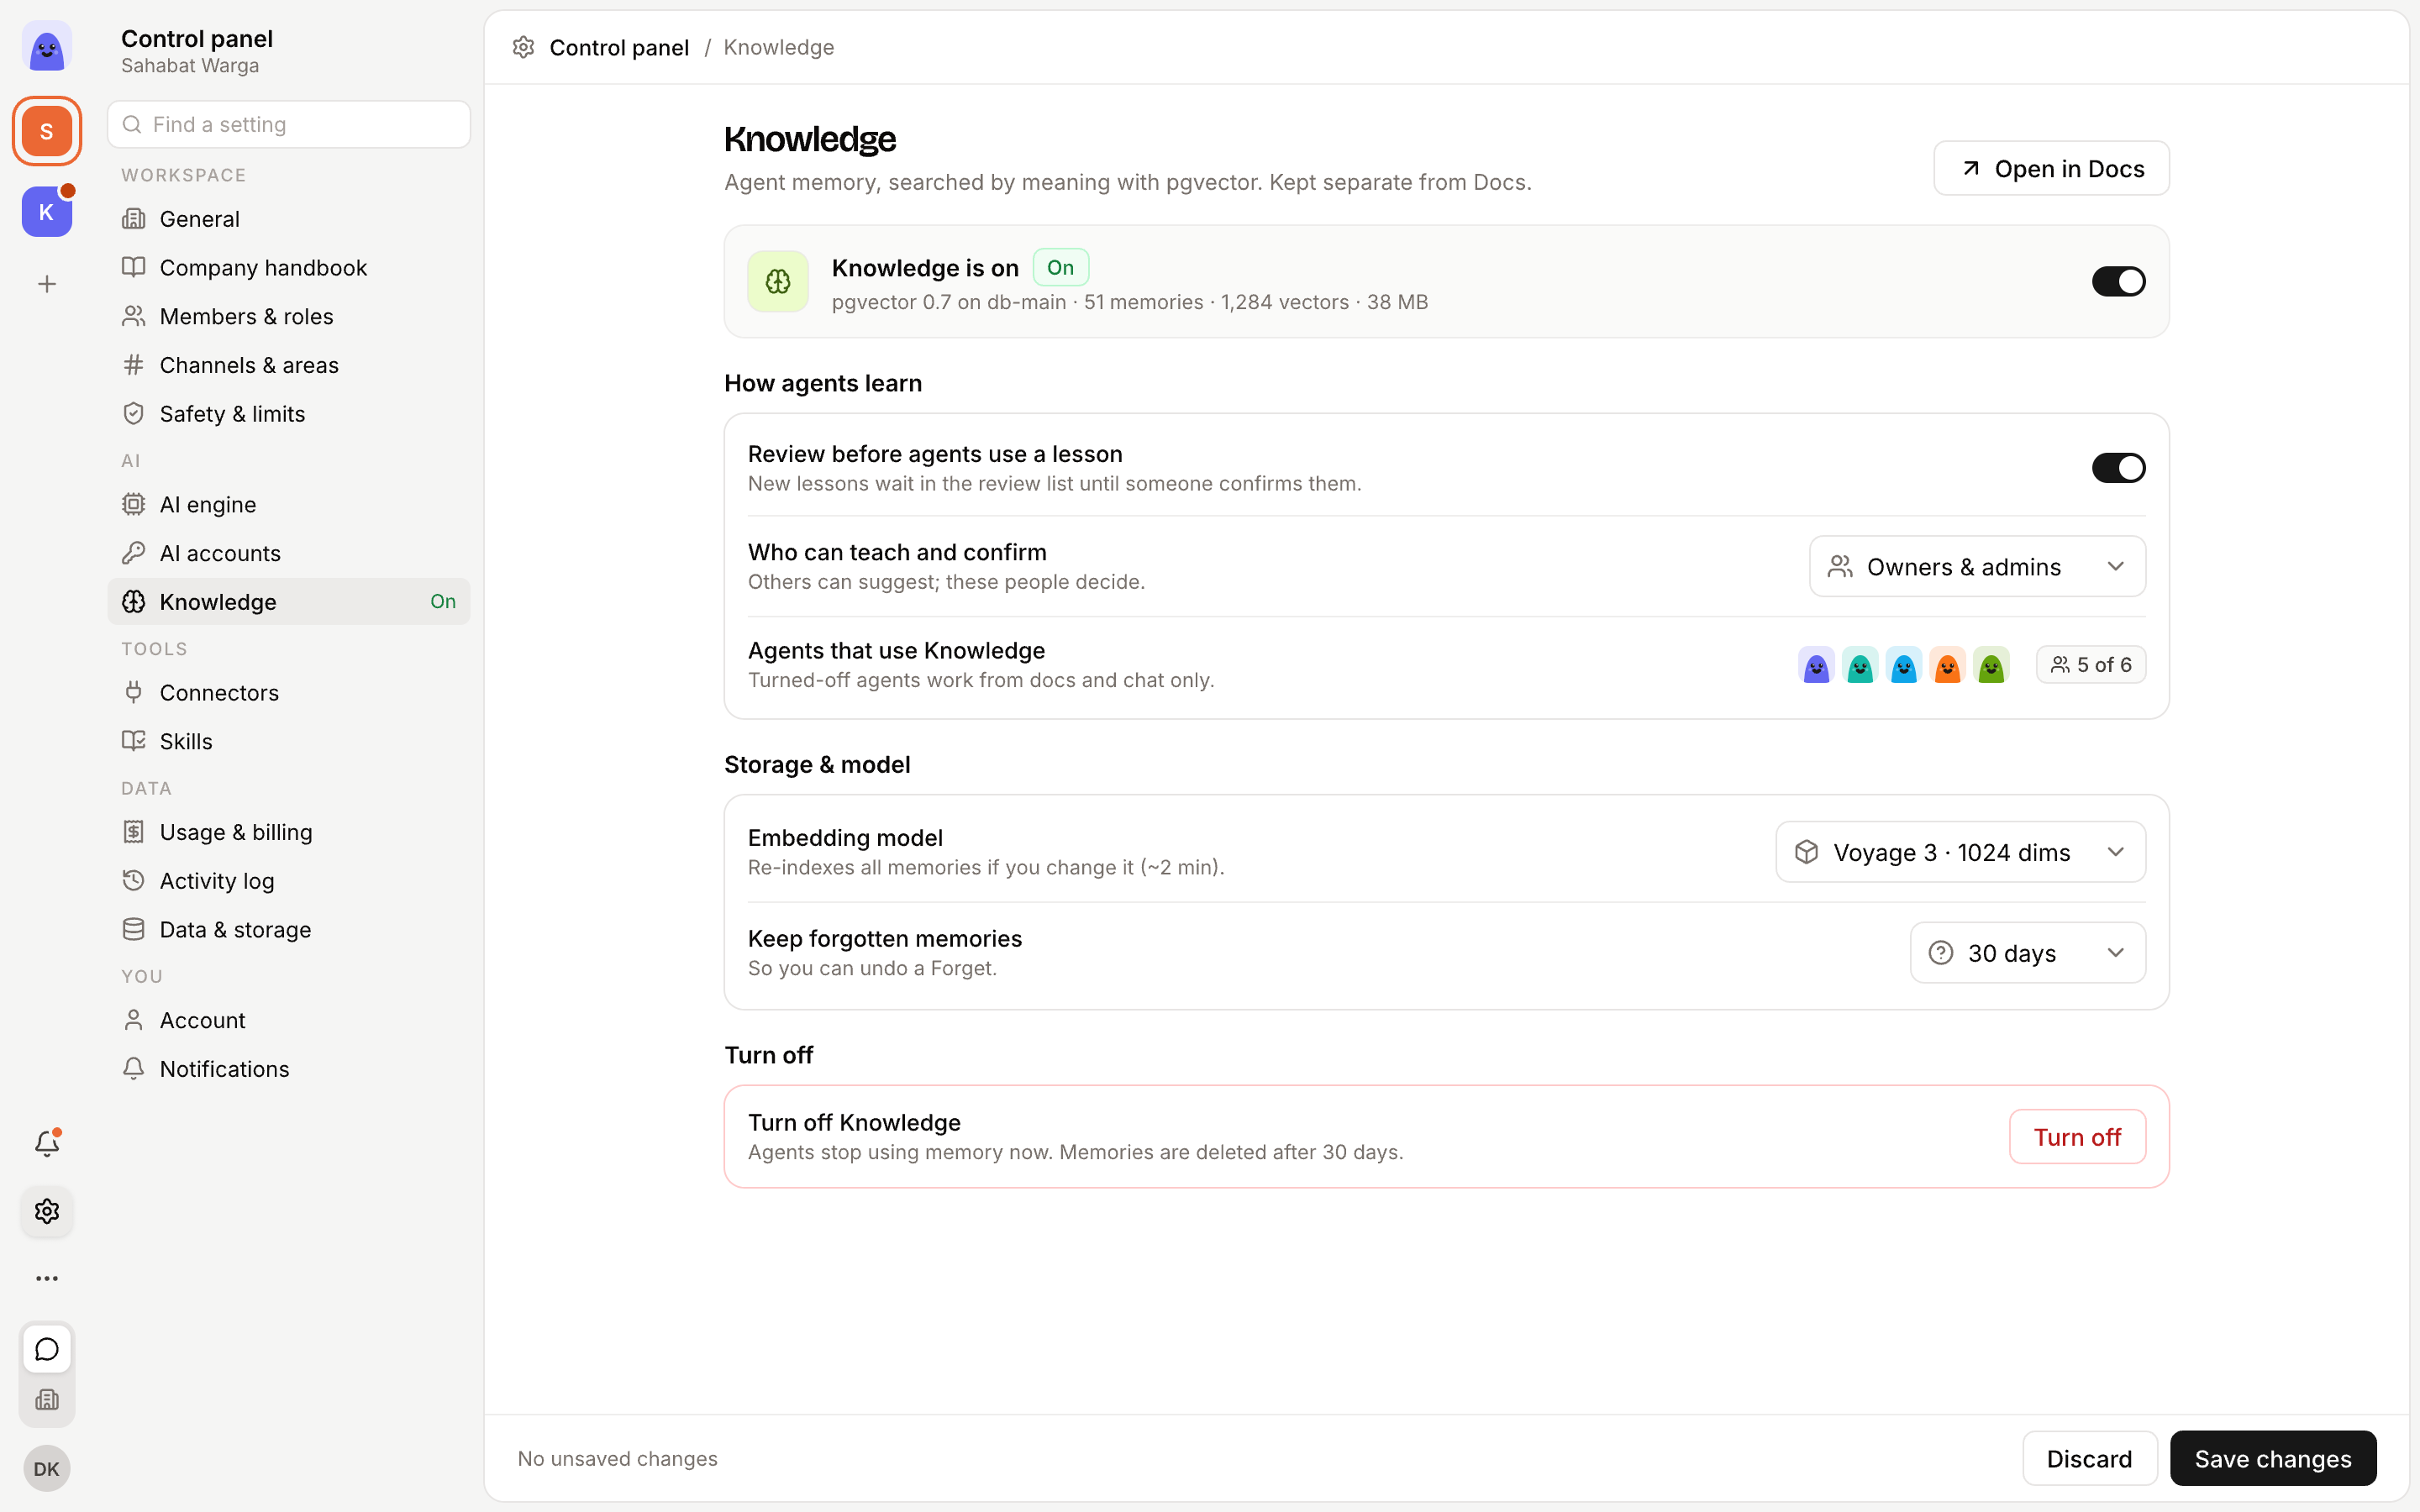 Control panel
Sahabat Warga
S
K
Find a setting
WORKSPACE
General
Company handbook
Members & roles
Channels & areas
Safety & limits
AI
AI engine
AI accounts
Knowledge On
TOOLS
Connectors
Skills
DATA
Usage & billing
Activity log
Data & storage
YOU
Account
Notifications
DK
Control panel / Knowledge
Knowledge
Agent memory, searched by meaning with pgvector. Kept separate from Docs.
Open in Docs
Knowledge is on On
pgvector 0.7 on db-main · 51 memories · 1,284 vectors · 38 MB
How agents learn
Review before agents use a lesson
New lessons wait in the review list until someone confirms them.
Who can teach and confirm
Others can suggest; these people decide.
Owners & admins
Agents that use Knowledge
Turned-off agents work from docs and chat only.
5 of 6
Storage & model
Embedding model
Re-indexes all memories if you change it (~2 min).
Voyage 3 · 1024 dims
Keep forgotten memories
So you can undo a Forget.
30 days
Turn off
Turn off Knowledge
Agents stop using memory now. Memories are deleted after 30 days.
Turn off
No unsaved changes
Discard
Save changes